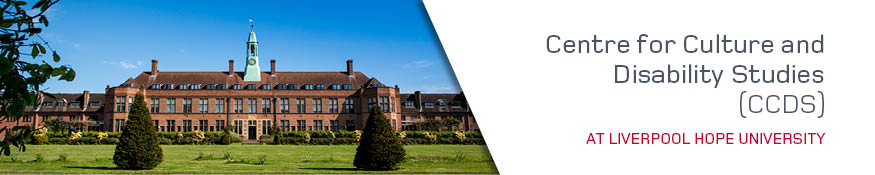 Centre for Culture and
Disability Studies
(CCDS)
AT LIVERPOOL HOPE UNIVERSITY